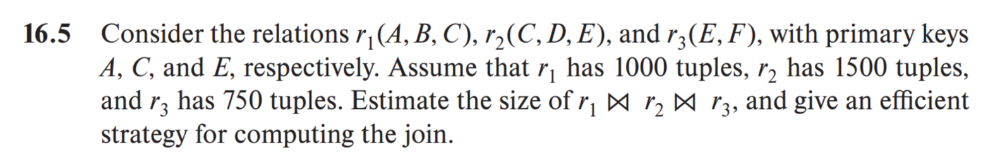 16.5 Consider the relations r₁(A, B, C), r₂(C, D, E), and r₃(E, F), with primary keys
A, C, and E, respectively. Assume that r₁ has 1000 tuples, r₂ has 1500 tuples,
and r₃ has 750 tuples. Estimate the size of r₁ ⋈ r₂ ⋈ r₃, and give an efficient
strategy for computing the join.